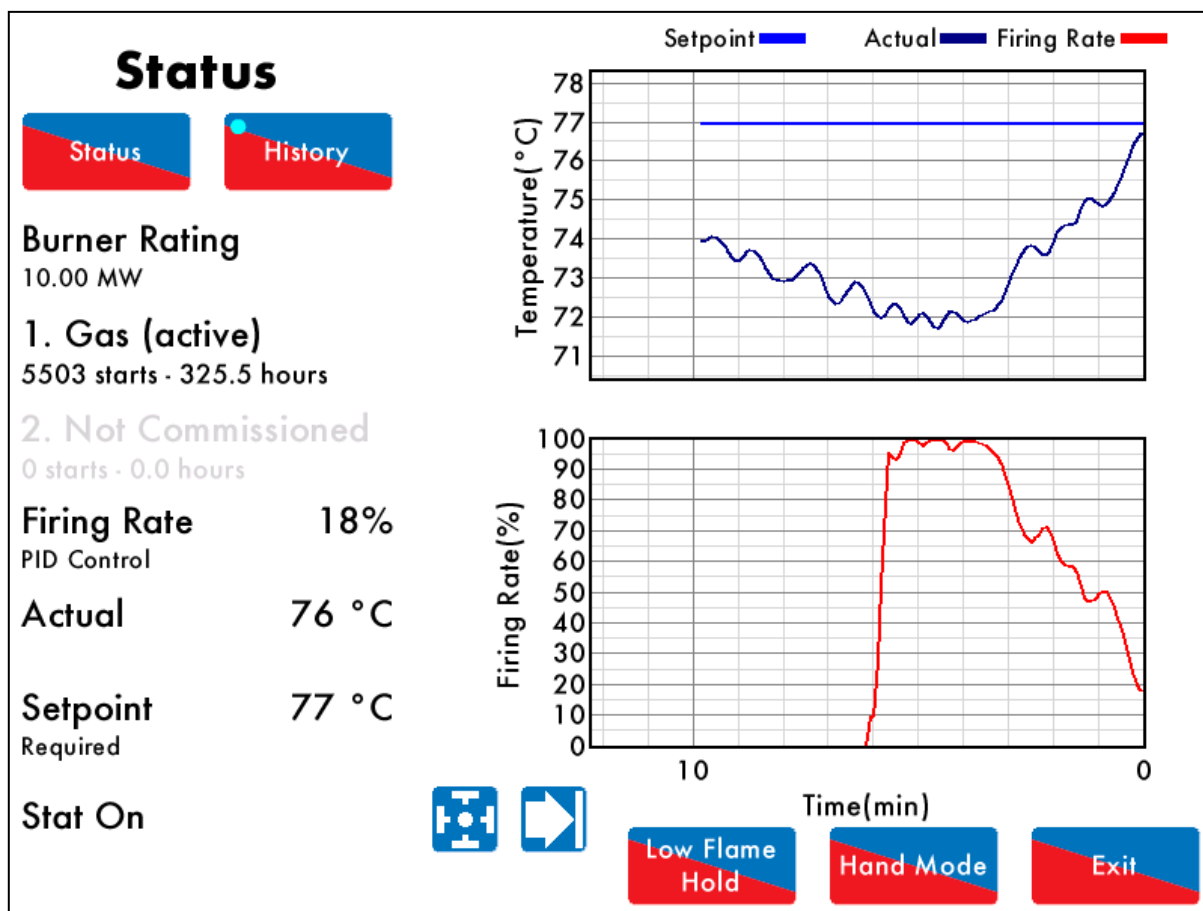 Status
Status
History
Burner Rating
10.00 MW
1. Gas (active)
5503 starts - 325.5 hours
2. Not Commissioned
0 starts - 0.0 hours
Firing Rate 18%
PID Control
Actual 76 °C
Setpoint 77 °C
Required
Stat On
Setpoint Actual Firing Rate
Temperature(°C)
78
77
76
75
74
73
72
71
Firing Rate(%)
100
90
80
70
60
50
40
30
20
10
0
10 0
Time(min)
Low Flame
Hold
Hand Mode
Exit